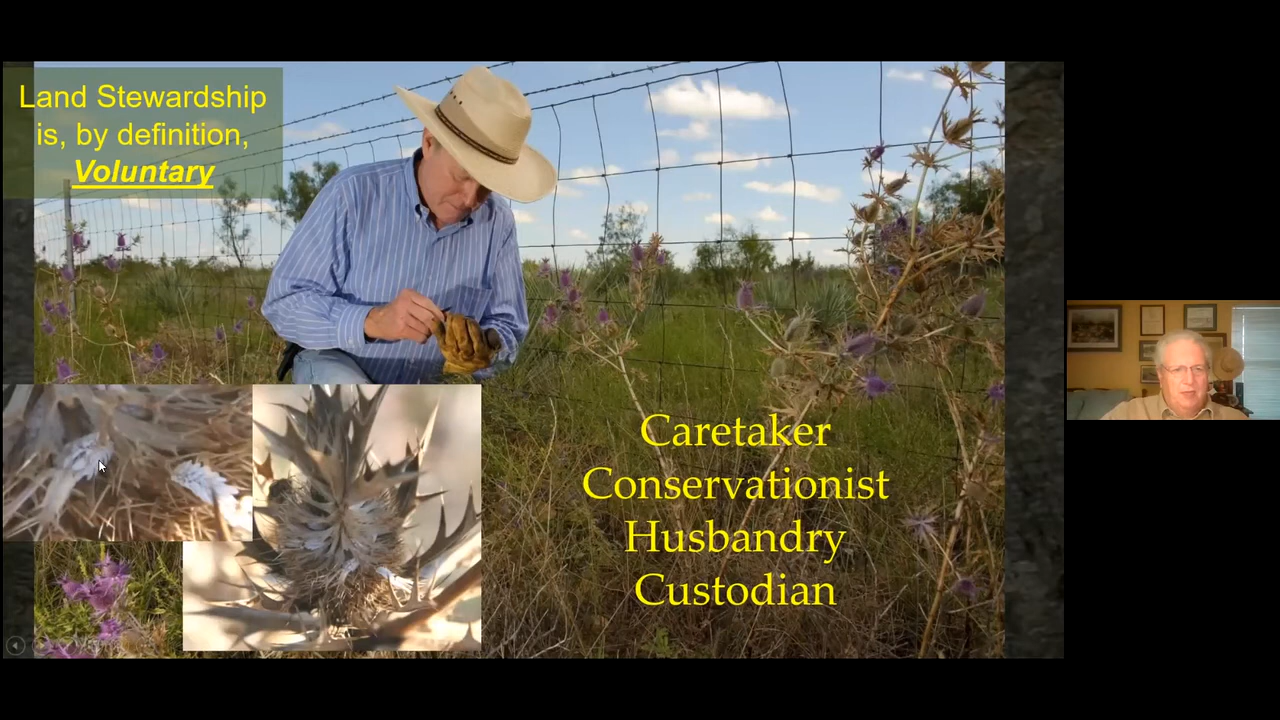 Land Stewardship
is, by definition,
Voluntary
Caretaker
Conservationist
Husbandry
Custodian